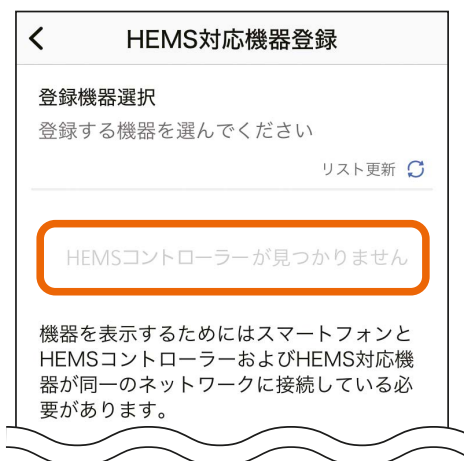 HEMS対応機器登録
登録機器選択
登録する機器を選んでください
リスト更新
HEMSコントローラーが見つかりません
機器を表示するためにはスマートフォンと
HEMSコントローラーおよびHEMS対応機
器が同一のネットワークに接続している必
要があります。